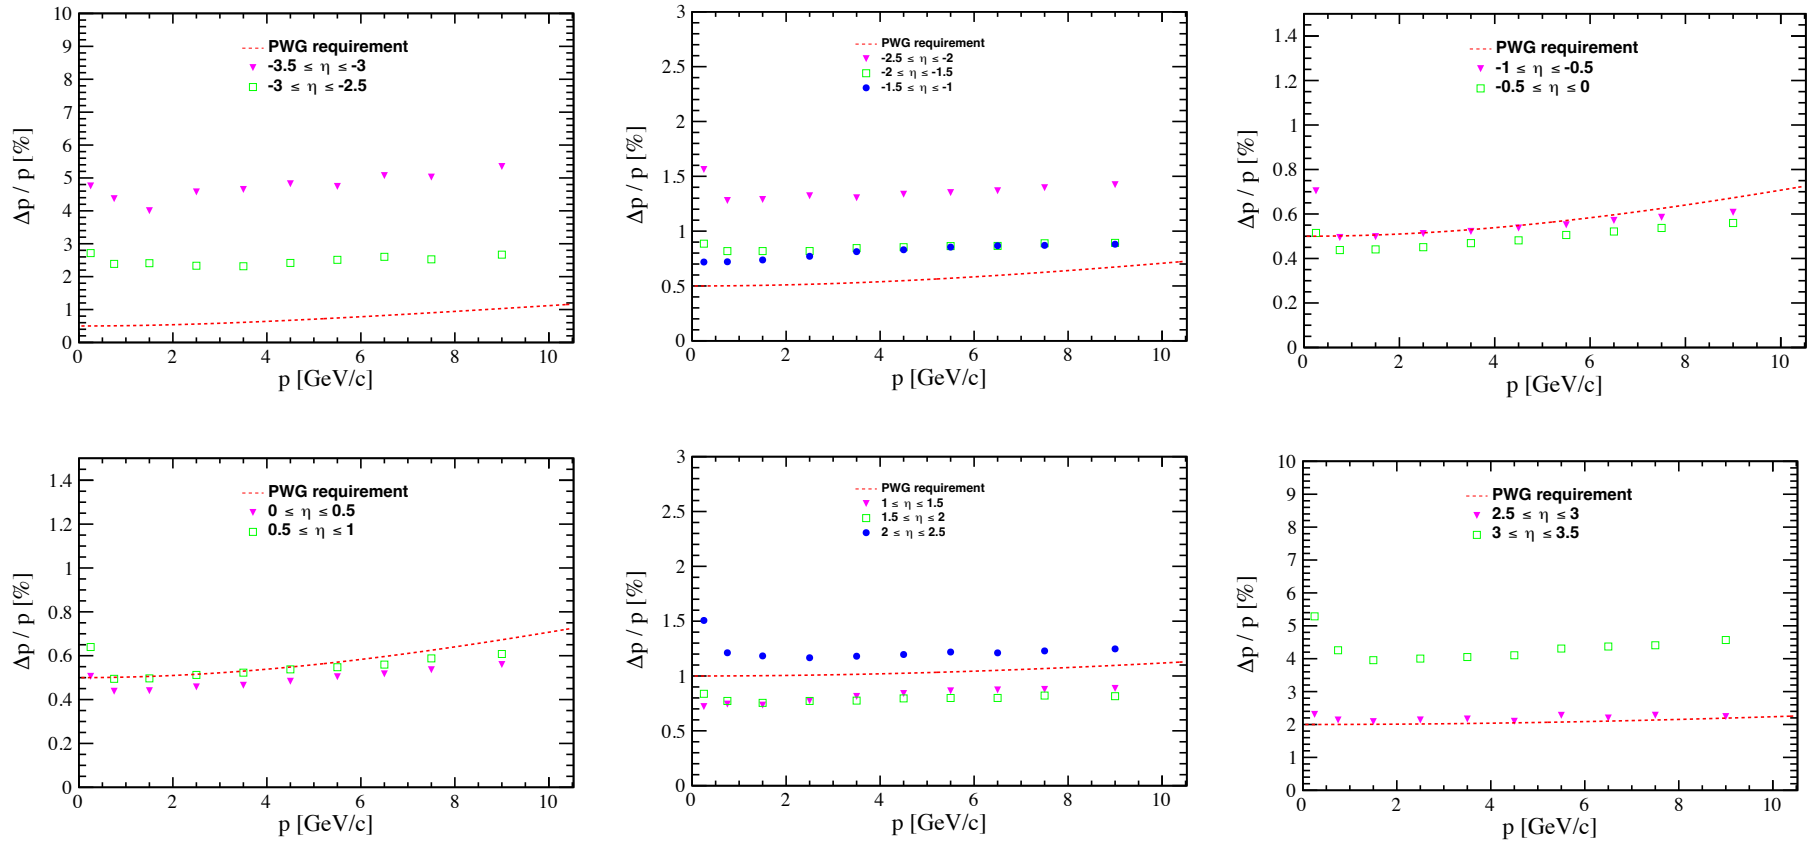 10
9
8
7
6
5
4
3
2
1
0
Δp / p [%]
PWG requirement
-3.5 ≤ η ≤ -3
-3 ≤ η ≤ -2.5
0 2 4 6 8 10
p [GeV/c]
3
2.5
2
1.5
1
0.5
0
Δp / p [%]
PWG requirement
-2.5 ≤ η ≤ -2
-2 ≤ η ≤ -1.5
-1.5 ≤ η ≤ -1
0 2 4 6 8 10
p [GeV/c]
1.4
1.2
1
0.8
0.6
0.4
0.2
0
Δp / p [%]
PWG requirement
-1 ≤ η ≤ -0.5
-0.5 ≤ η ≤ 0
0 2 4 6 8 10
p [GeV/c]
1.4
1.2
1
0.8
0.6
0.4
0.2
0
Δp / p [%]
PWG requirement
0 ≤ η ≤ 0.5
0.5 ≤ η ≤ 1
0 2 4 6 8 10
p [GeV/c]
3
2.5
2
1.5
1
0.5
0
Δp / p [%]
PWG requirement
1 ≤ η ≤ 1.5
1.5 ≤ η ≤ 2
2 ≤ η ≤ 2.5
0 2 4 6 8 10
p [GeV/c]
10
9
8
7
6
5
4
3
2
1
0
Δp / p [%]
PWG requirement
2.5 ≤ η ≤ 3
3 ≤ η ≤ 3.5
0 2 4 6 8 10
p [GeV/c]